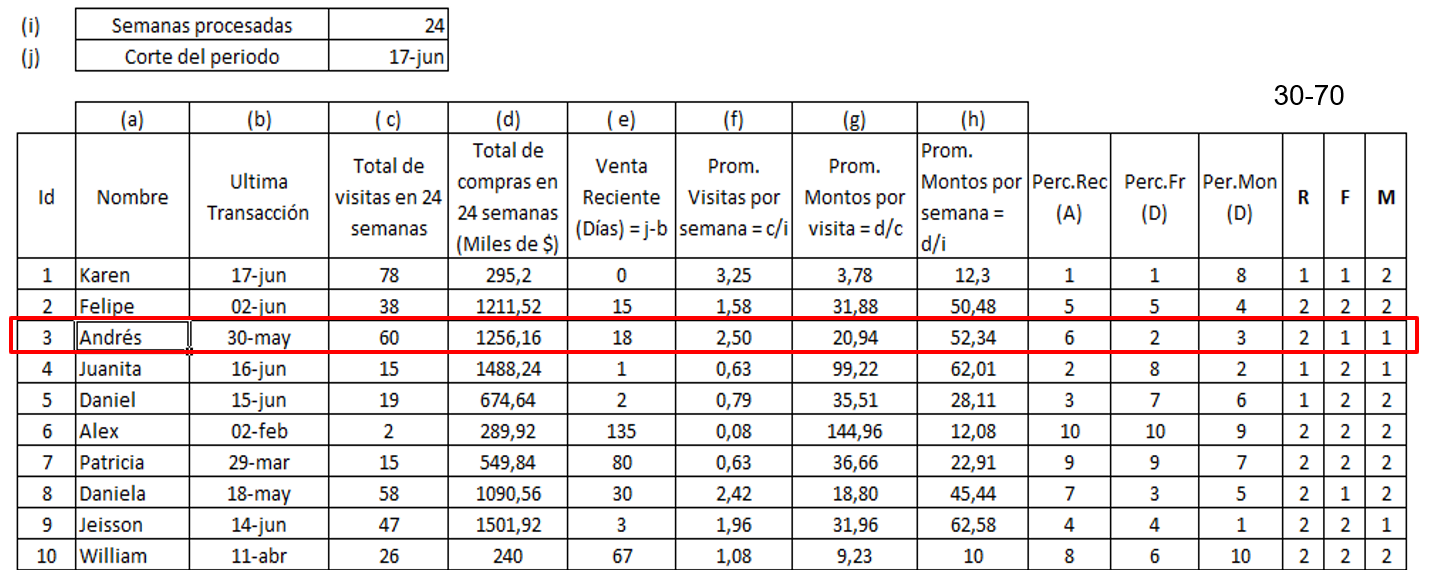 (i) Semanas procesadas 24
(j) Corte del periodo 17-jun
30-70
(a) (b) ( c) (d) ( e) (f) (g) (h)
Id Nombre Ultima Transacción Total de visitas en 24 semanas Total de compras en 24 semanas (Miles de $) Venta Reciente (Días) = j-b Prom. Visitas por semana = c/i Prom. Montos por visita = d/c Prom. Montos por semana = d/i Perc.Rec (A) Perc.Fr (D) Per.Mon (D) R F M
1 Karen 17-jun 78 295,2 0 3,25 3,78 12,3 1 1 8 1 1 2
2 Felipe 02-jun 38 1211,52 15 1,58 31,88 50,48 5 5 4 2 2 2
3 Andrés 30-may 60 1256,16 18 2,50 20,94 52,34 6 2 3 2 1 1
4 Juanita 16-jun 15 1488,24 1 0,63 99,22 62,01 2 8 2 1 2 1
5 Daniel 15-jun 19 674,64 2 0,79 35,51 28,11 3 7 6 1 2 2
6 Alex 02-feb 2 289,92 135 0,08 144,96 12,08 10 10 9 2 2 2
7 Patricia 29-mar 15 549,84 80 0,63 36,66 22,91 9 9 7 2 2 2
8 Daniela 18-may 58 1090,56 30 2,42 18,80 45,44 7 3 5 2 1 2
9 Jeisson 14-jun 47 1501,92 3 1,96 31,96 62,58 4 4 1 2 2 1
10 William 11-abr 26 240 67 1,08 9,23 10 8 6 10 2 2 2